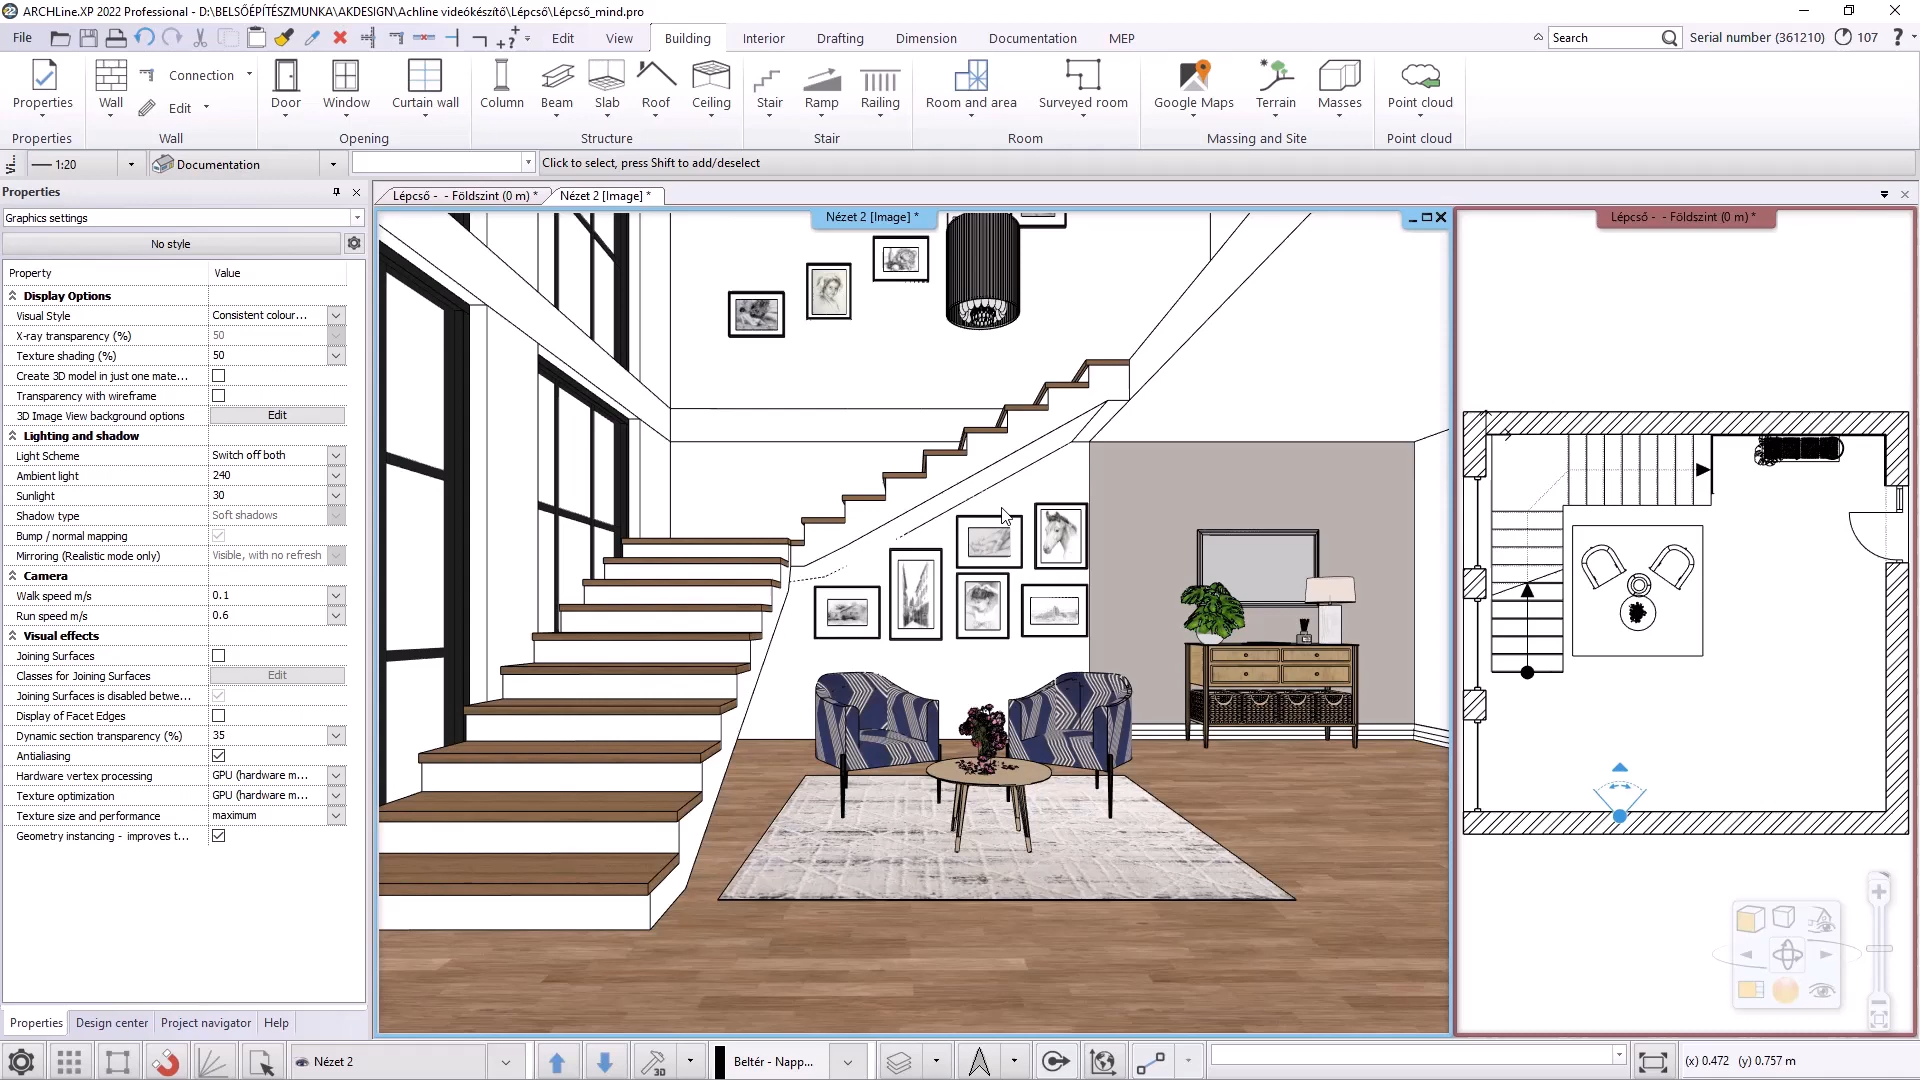 ARCHLine.XP 2022 Professional - D:\BELSŐÉPÍTÉSZMUNKA\AKDESIGN\Achline videókészítő\Lépcső\Lépcső_mind.pro
File
Edit View Building Interior Drafting Dimension Documentation MEP
Search
Serial number (361210) 107 ?
Properties Wall Connection Edit Door Window Curtain wall Column Beam Slab Roof Ceiling Stair Ramp Railing Room and area Surveyed room Google Maps Terrain Masses Point cloud
Properties Wall Opening Structure Stair Room Massing and Site Point cloud
1:20 Documentation Click to select, press Shift to add/deselect
Properties
Lépcső - - Földszint (0 m) * Nézet 2 [Image] *
Graphics settings
Nézet 2 [Image] *
Lépcső - - Földszint (0 m) *
No style
Property Value
Display Options
Visual Style Consistent colour...
X-ray transparency (%) 50
Texture shading (%) 50
Create 3D model in just one mate...
Transparency with wireframe
3D Image View background options Edit
Lighting and shadow
Light Scheme Switch off both
Ambient light 240
Sunlight 30
Shadow type Soft shadows
Bump / normal mapping
Mirroring (Realistic mode only) Visible, with no refresh
Camera
Walk speed m/s 0.1
Run speed m/s 0.6
Visual effects
Joining Surfaces
Classes for Joining Surfaces Edit
Joining Surfaces is disabled betwe...
Display of Facet Edges
Dynamic section transparency (%) 35
Antialiasing
Hardware vertex processing GPU (hardware m...
Texture optimization GPU (hardware m...
Texture size and performance maximum
Geometry instancing - improves t...
Properties Design center Project navigator Help
Nézet 2
3D
Beltér - Napp...
(x) 0.472 (y) 0.757 m